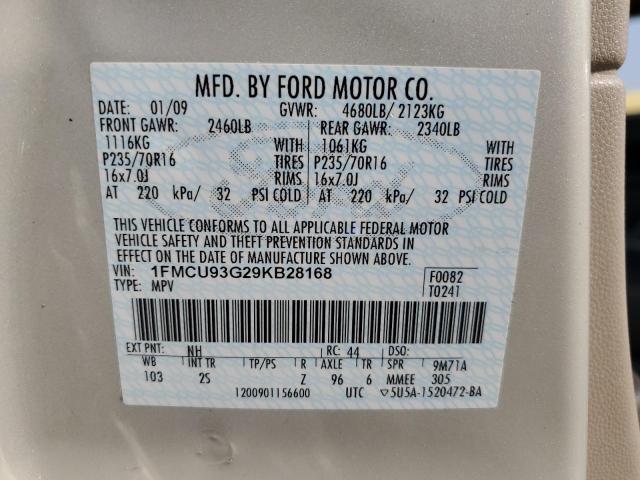 MFD. BY FORD MOTOR CO.
DATE: 01/09 GVWR: 4680LB/ 2123KG
FRONT GAWR: 2460LB REAR GAWR: 2340LB
1116KG WITH 1061KG WITH
P235/70R16 TIRES P235/70R16 TIRES
16x7.0J RIMS 16x7.0J RIMS
AT 220 kPa/ 32 PSI COLD AT 220 kPa/ 32 PSI COLD
THIS VEHICLE CONFORMS TO ALL APPLICABLE FEDERAL MOTOR
VEHICLE SAFETY AND THEFT PREVENTION STANDARDS IN
EFFECT ON THE DATE OF MANUFACTURE SHOWN ABOVE.
VIN: 1FMCU93G29KB28168 F0082
TYPE: MPV T0241
EXT PNT: NH RC: 44 DSO:
WB INT TR TP/PS R AXLE TR SPR 9M71A
103 2S Z 96 6 MMEE 305
1200901156600 UTC ▽5U5A-1520472-BA